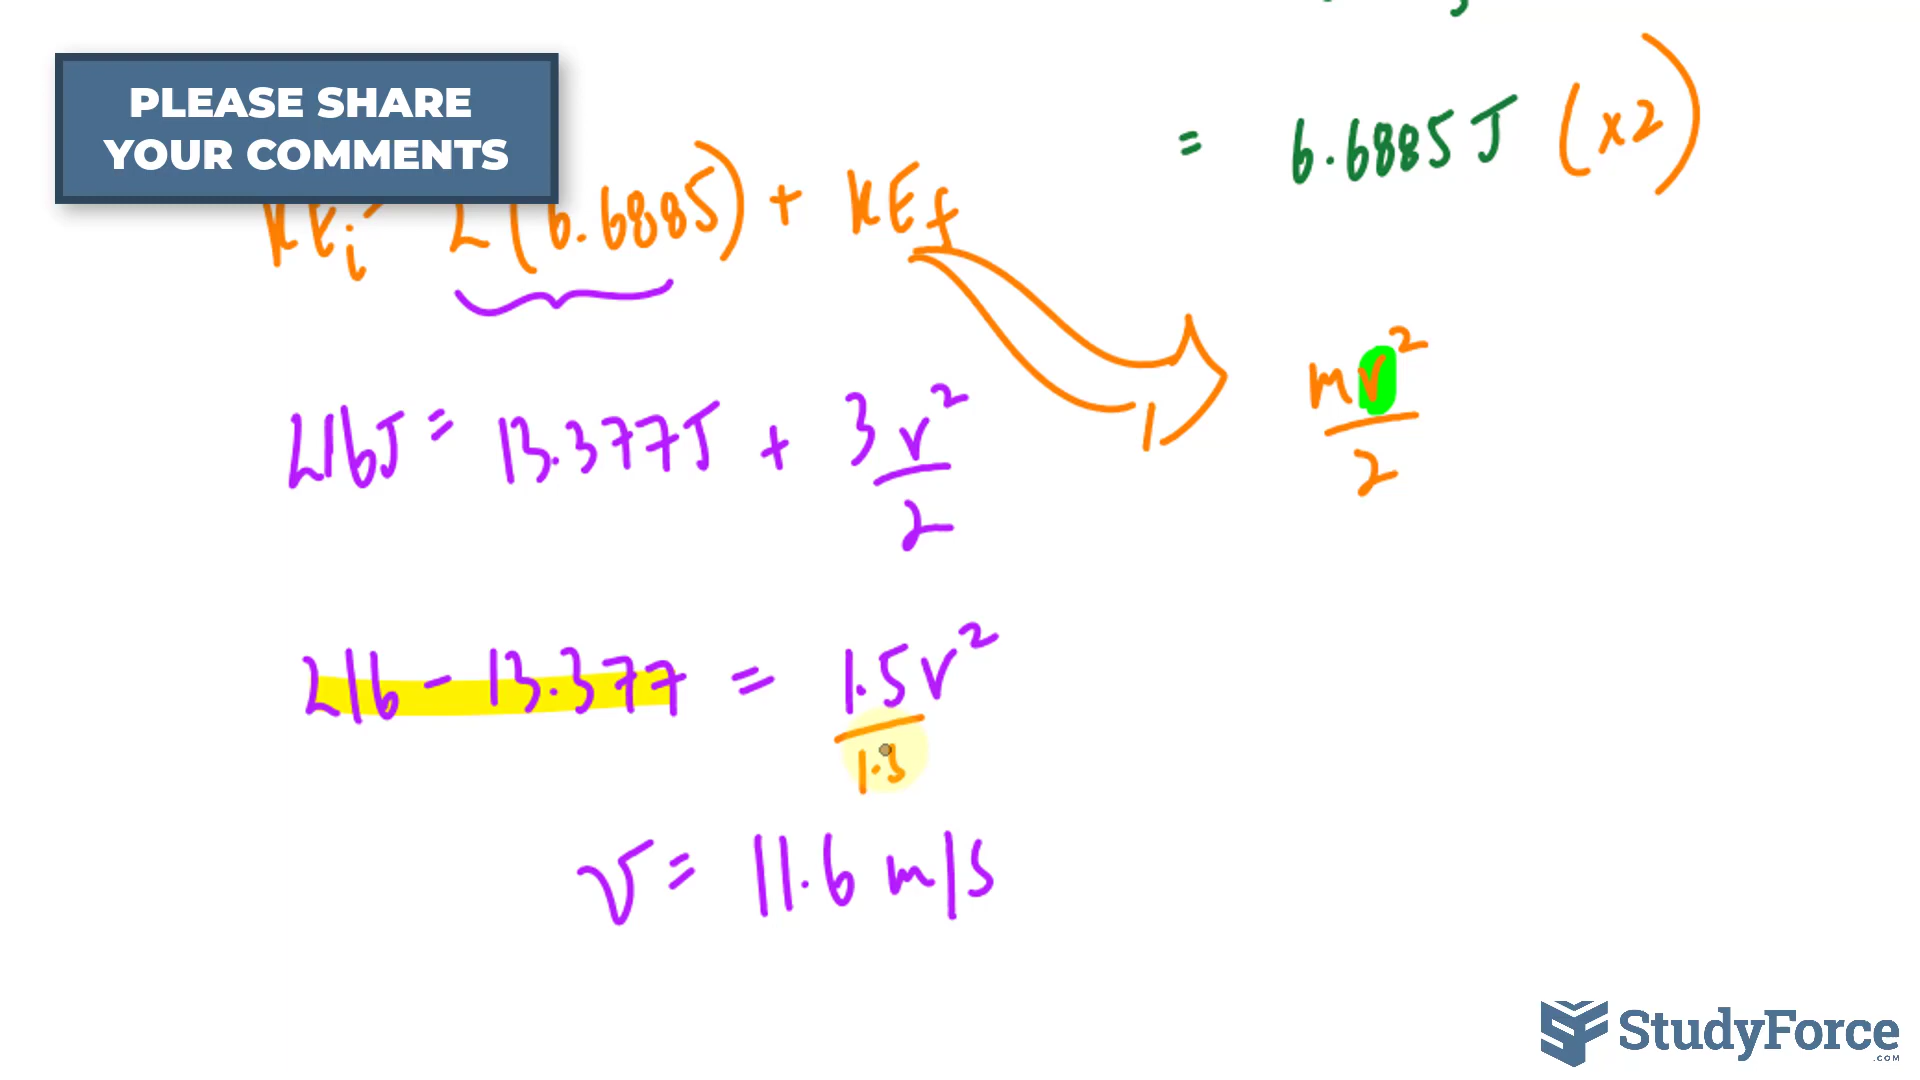 PLEASE SHARE
YOUR COMMENTS
= 6.6885 J (x2)
KEi = 2(6.6885) + KEf
mv²
2
216J = 13.377J + 3v²
2
216 - 13.377 = 1.5v²
1.5
v = 11.6 m/s
StudyForce
.COM